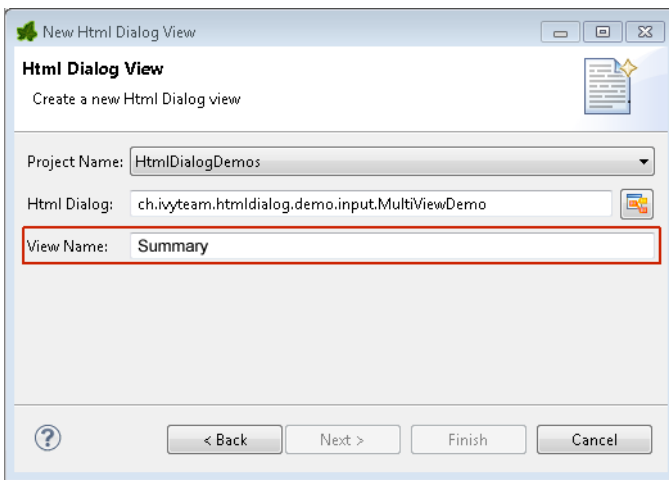 New Html Dialog View
Html Dialog View
Create a new Html Dialog view
Project Name: HtmlDialogDemos
Html Dialog: ch.ivyteam.htmldialog.demo.input.MultiViewDemo
View Name: Summary
? < Back Next > Finish Cancel